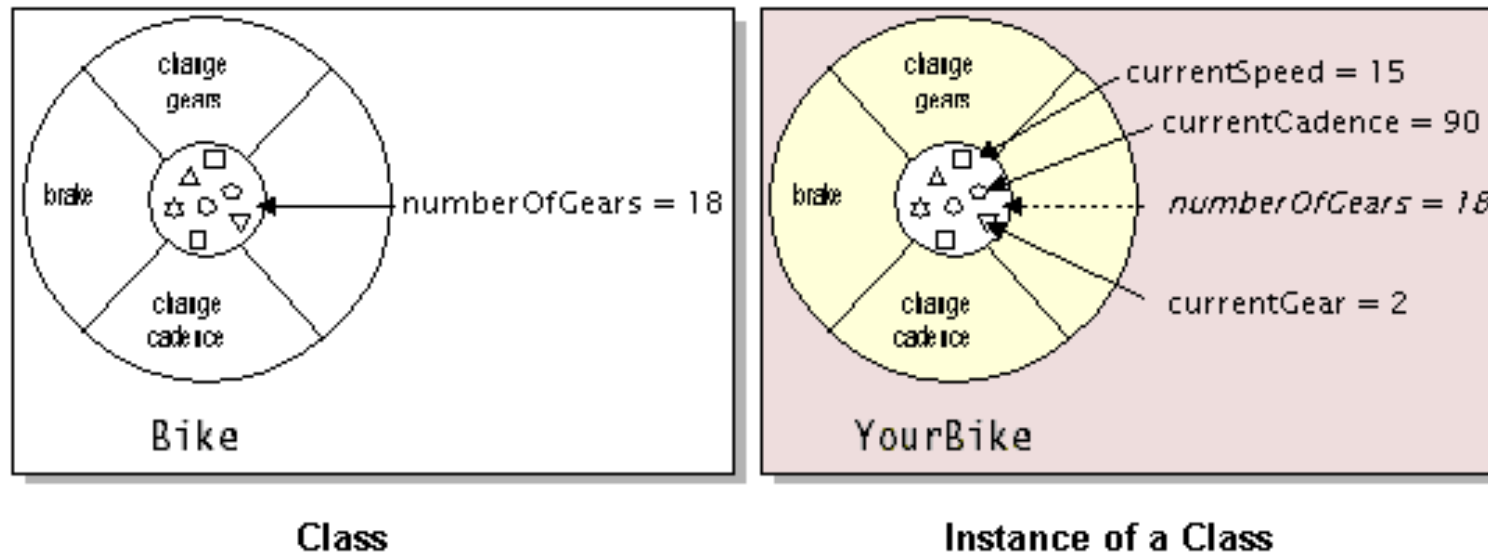 change
gears
brake
numberOfGears = 18
change
cadence
Bike
Class
change
gears
currentSpeed = 15
currentCadence = 90
brake
numberOfGears = 18
currentGear = 2
change
cadence
YourBike
Instance of a Class